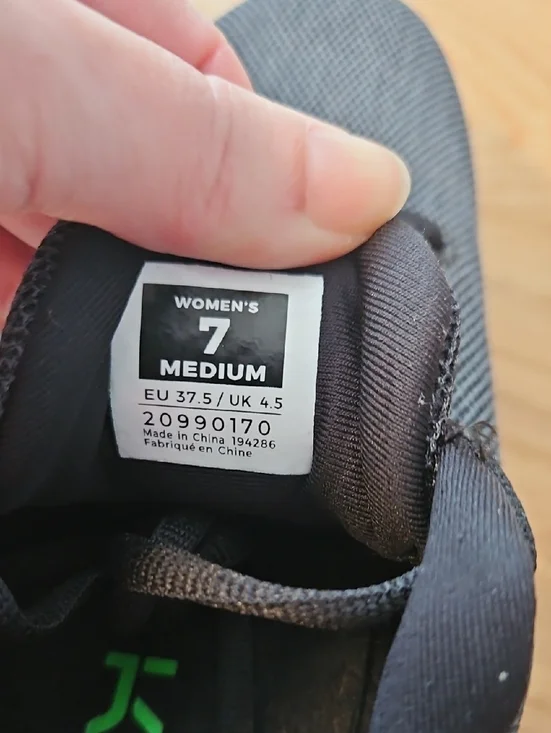 WOMEN'S
7
MEDIUM
EU 37.5 / UK 4.5
20990170
Made in China 194286
Fabriqué en Chine